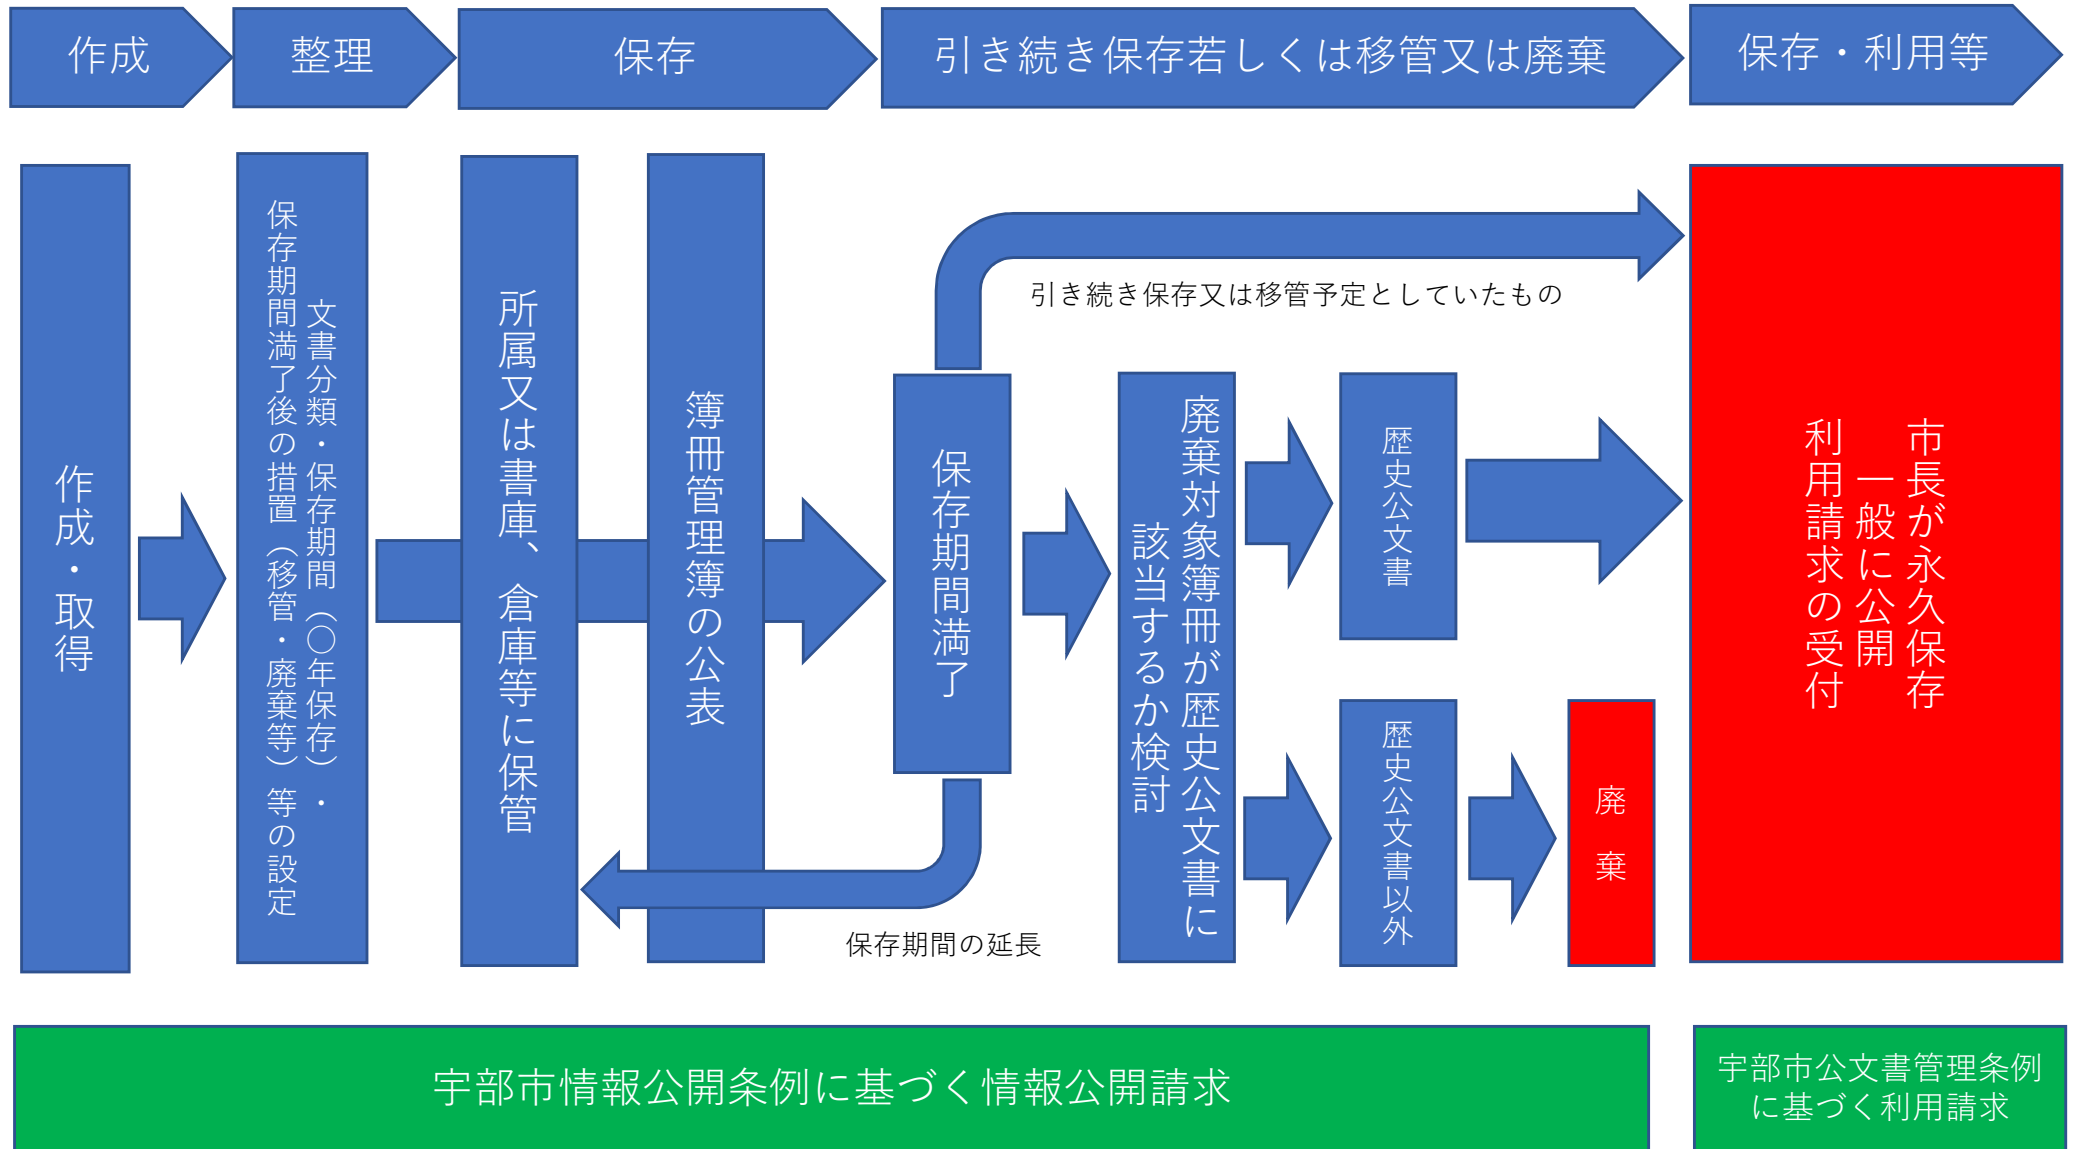 作成
整理
保存
引き続き保存若しくは移管又は廃棄
保存・利用等
作成・取得
文書分類・保存期間（〇年保存）・
保存期間満了後の措置（移管・廃棄等）等の設定
所属又は書庫、倉庫等に保管
簿冊管理簿の公表
保存期間満了
引き続き保存又は移管予定としていたもの
保存期間の延長
廃棄対象簿冊が歴史公文書に
該当するか検討
歴史公文書
歴史公文書以外
廃棄
市長が永久保存
一般に公開
利用請求の受付
宇部市情報公開条例に基づく情報公開請求
宇部市公文書管理条例
に基づく利用請求